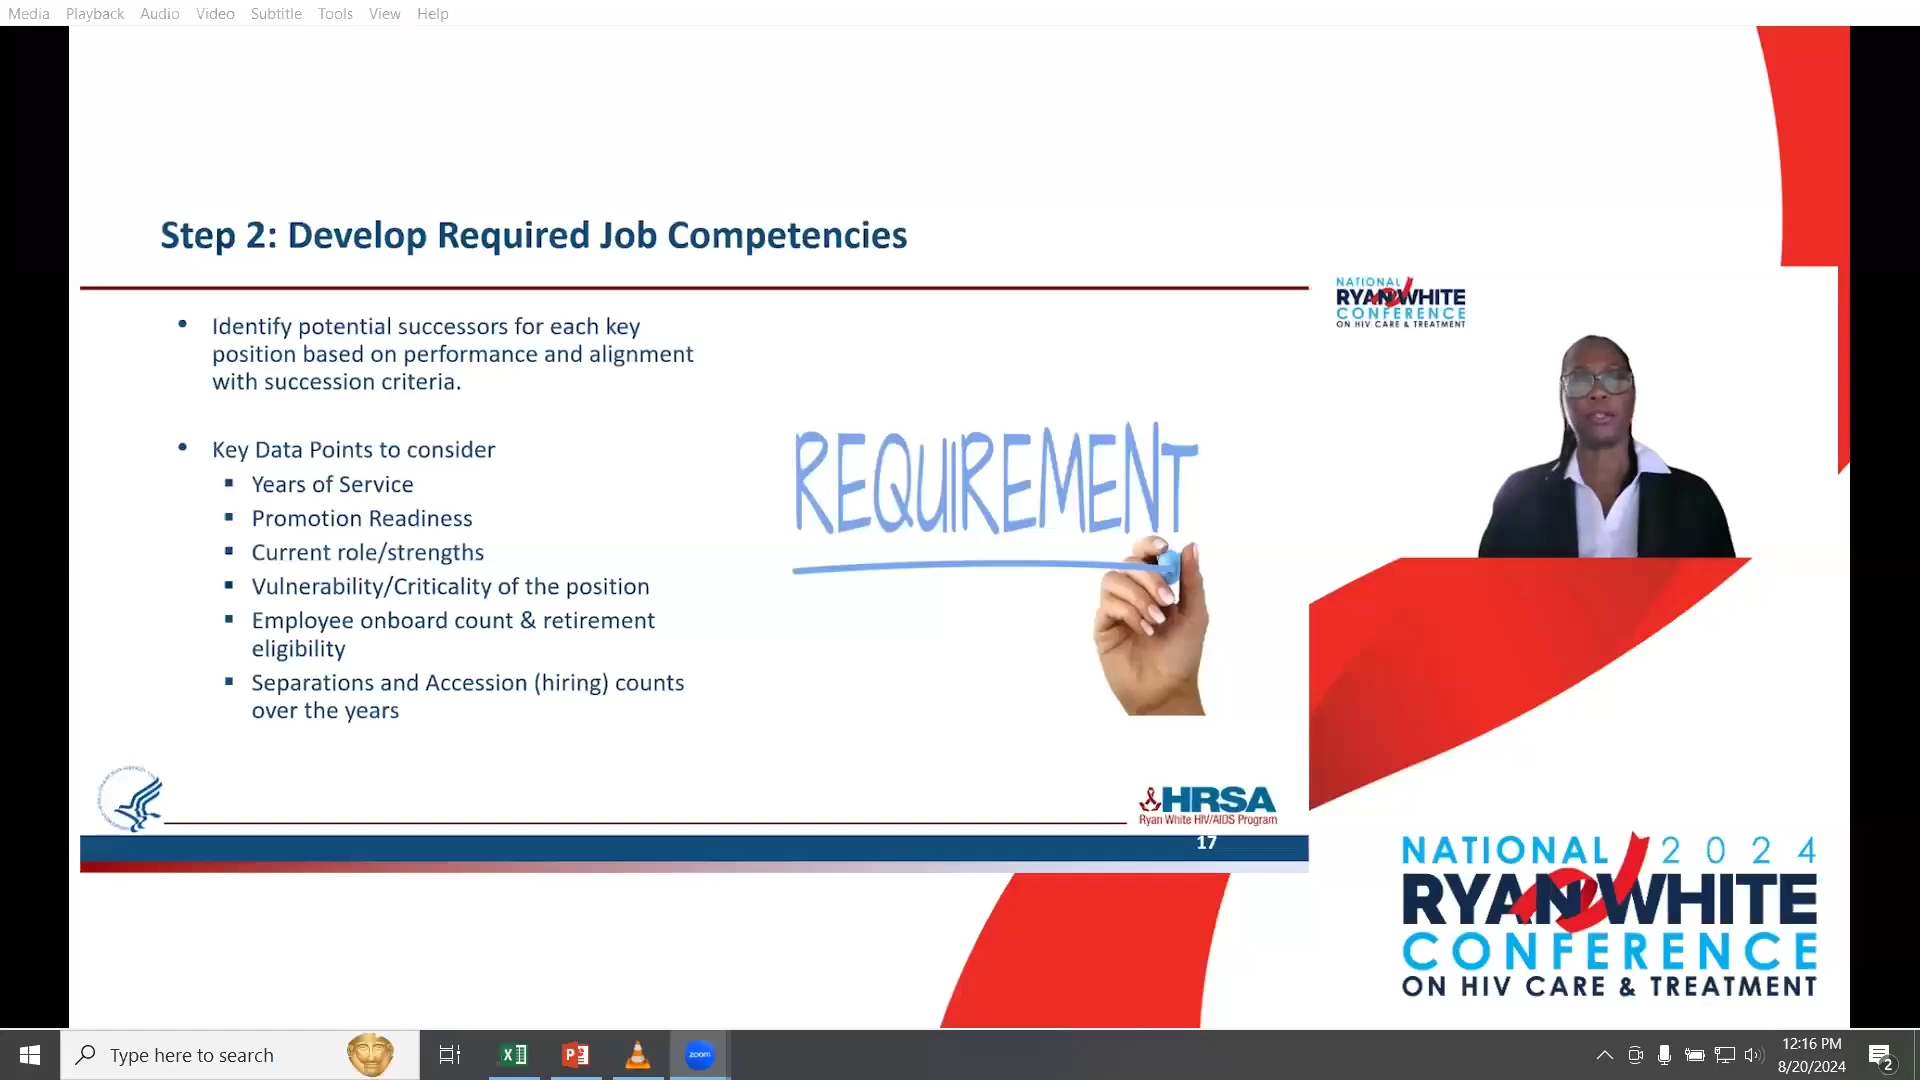 Media Playback Audio Video Subtitle Tools View Help
Step 2: Develop Required Job Competencies
• Identify potential successors for each key
position based on performance and alignment
with succession criteria.
• Key Data Points to consider
▪ Years of Service
▪ Promotion Readiness
▪ Current role/strengths
▪ Vulnerability/Criticality of the position
▪ Employee onboard count & retirement
eligibility
▪ Separations and Accession (hiring) counts
over the years
REQUIREMENT
NATIONAL
RYAN WHITE
CONFERENCE
ON HIV CARE & TREATMENT
HRSA
Ryan White HIV/AIDS Program
17
NATIONAL 2024
RYAN WHITE
CONFERENCE
ON HIV CARE & TREATMENT
Type here to search
zoom
12:16 PM
8/20/2024
2